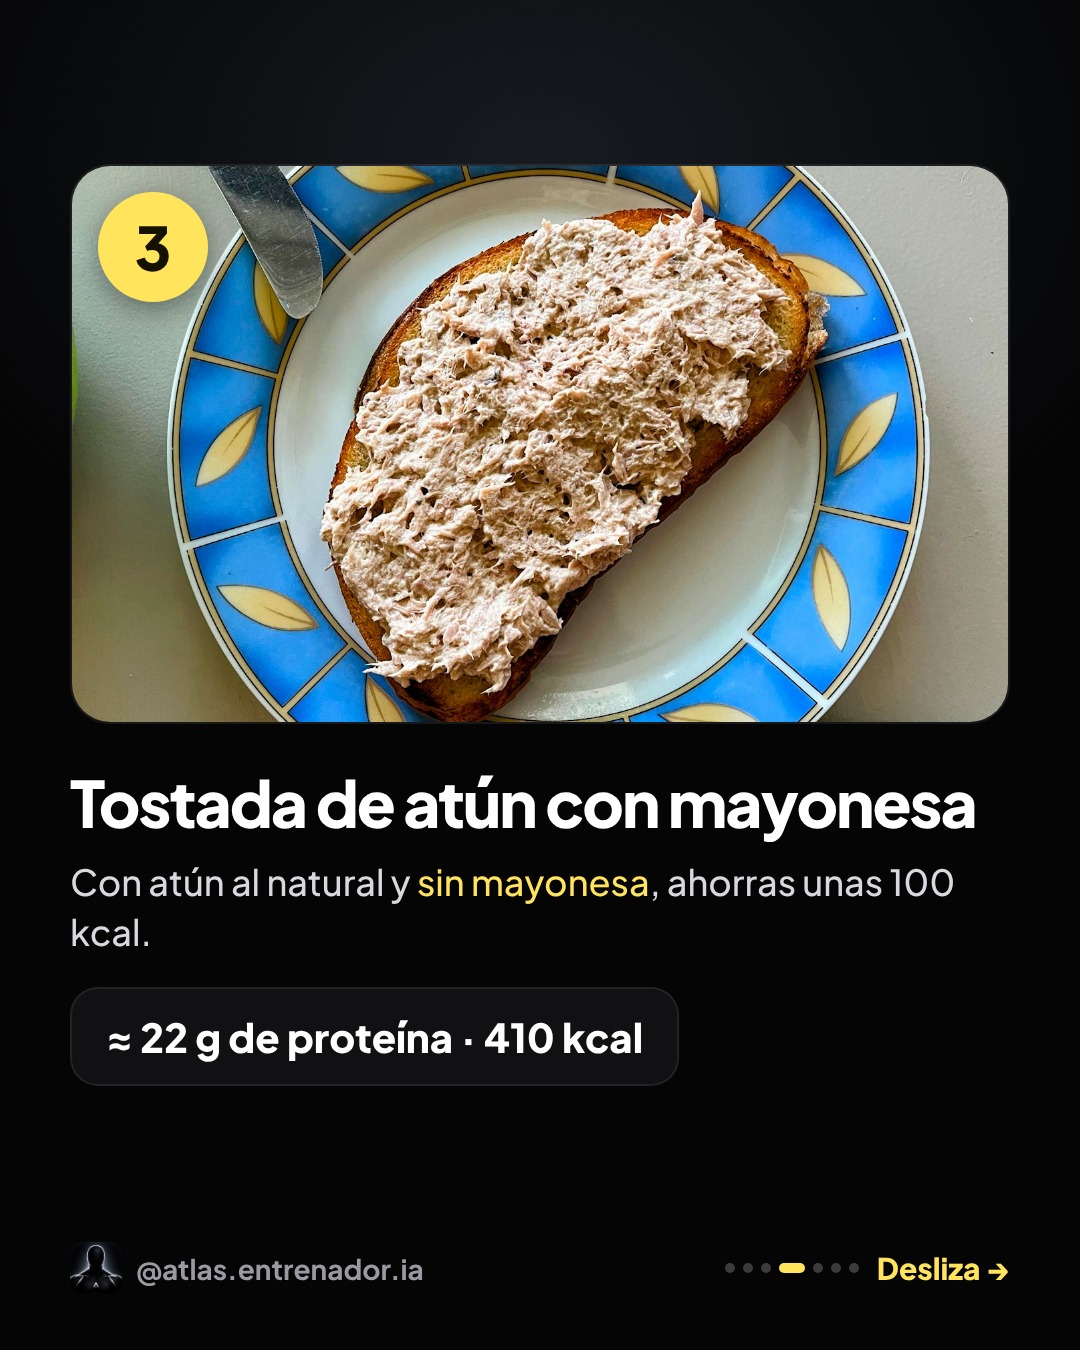 3
Tostada de atún con mayonesa
Con atún al natural y sin mayonesa, ahorras unas 100
kcal.
≈ 22 g de proteína · 410 kcal
@atlas.entrenador.ia
Desliza →